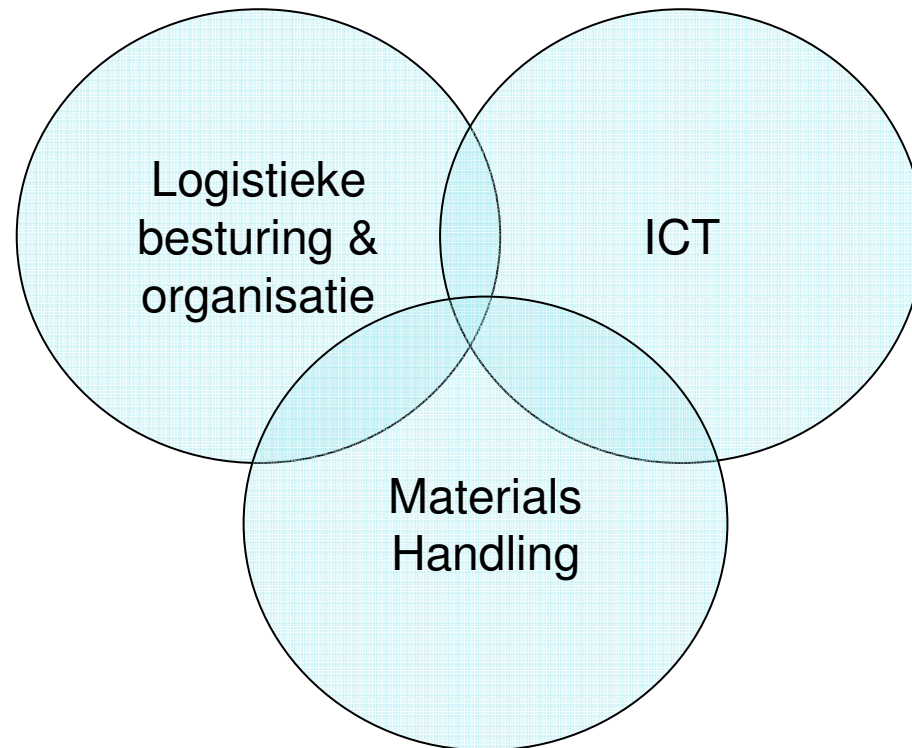 Logistieke
besturing &
organisatie
ICT
Materials
Handling